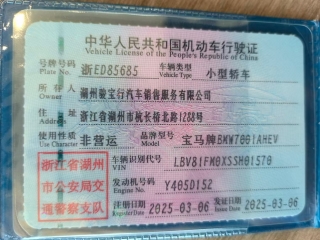 中华人民共和国机动车行驶证
Vehicle License of the People's Republic of China
号牌号码 浙ED85685 车辆类型 小型轿车
Plate No. Vehicle Type
所有人 湖州骏宝行汽车销售服务有限公司
Owner
住址 浙江省湖州市杭长桥北路1288号
Address
使用性质 非营运 品牌型号 宝马牌BMW7001AHEV
Use Character Model
浙江省湖州市公安局交通警察支队
车辆识别代号 LBV81FM0XSSH01570
VIN
发动机号码 Y405D152
Engine No.
注册日期 2025-03-06 发证日期 2025-03-06
Register Date Issue Date